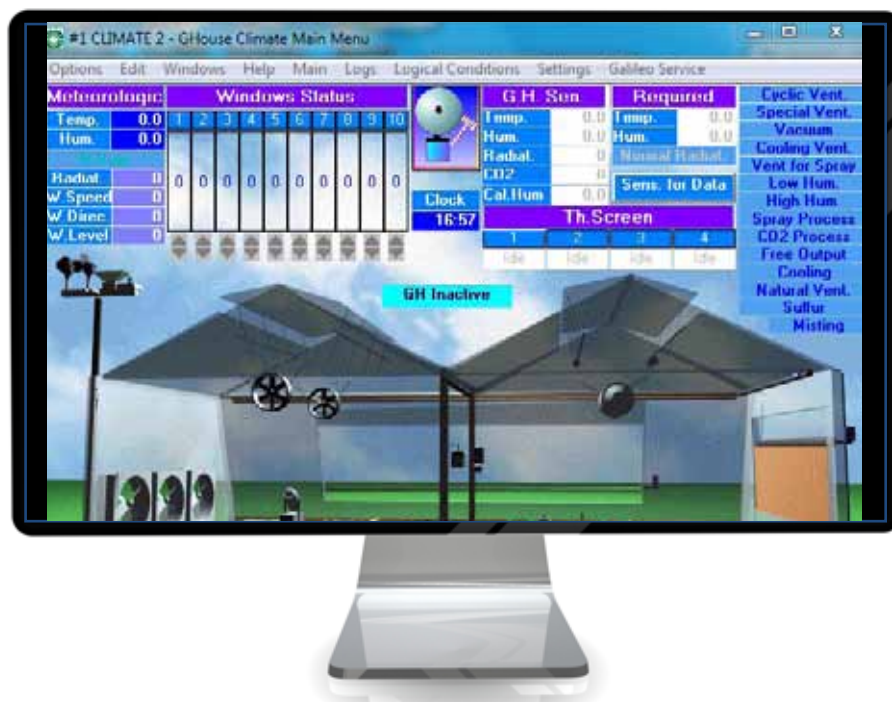 #1 CLIMATE 2 - GHouse Climate Main Menu
Options Edit Windows Help Main Logs Logical Conditions Settings Galileo Service
Meteorologic
Temp. 0.0
Hum. 0.0
Radiat. 0
W.Speed 0
W.Direc 0
W.Level 0
Windows Status
1 2 3 4 5 6 7 8 9 10
0 0 0 0 0 0 0 0 0 0
Clock
16:57
G.H. Sen
Temp. 0.0
Hum. 0.0
Radiat. 0
CO2 0
Cal.Hum 0.0
Required
Temp. 0.0
Hum. 0.0
Normal Radiat.
Sens. for Data
Th.Screen
1 2 3 4
Idle Idle Idle Idle
Cyclic Vent.
Special Vent.
Vacuum
Cooling Vent.
Vent for Spray
Low Hum.
High Hum
Spray Process
CO2 Process
Free Output
Cooling
Natural Vent.
Sulfur
Misting
GH Inactive